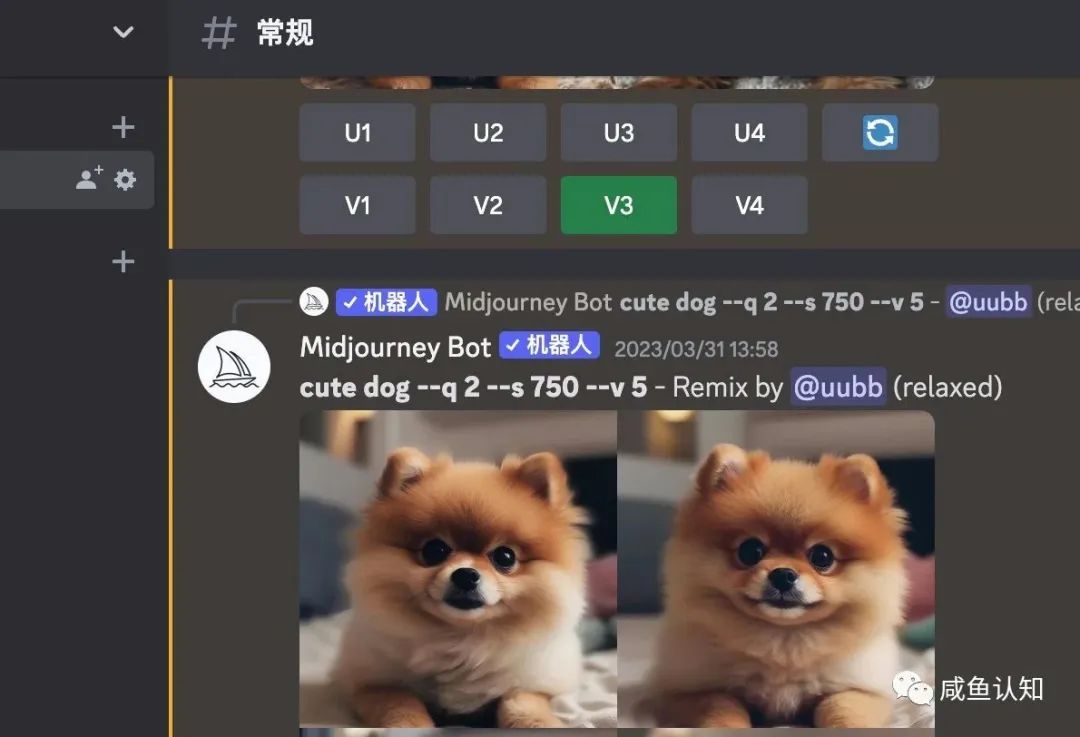 # 常规
U1 U2 U3 U4
V1 V2 V3 V4
机器人 Midjourney Bot cute dog --q 2 --s 750 --v 5 - @uubb
Midjourney Bot 机器人 2023/03/31 13:58
cute dog --q 2 --s 750 --v 5 - Remix by @uubb (relaxed)
咸鱼认知